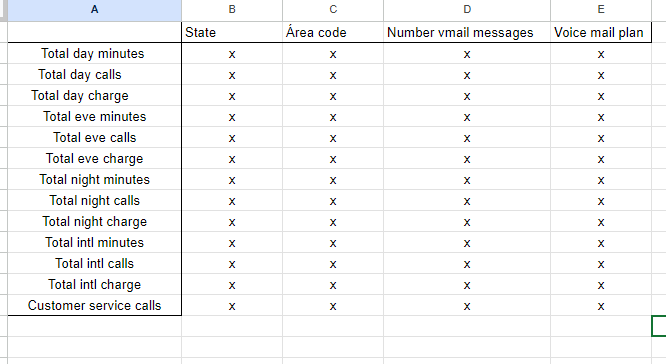 A B C D E
State Área code Number vmail messages Voice mail plan
Total day minutes x x x x
Total day calls x x x x
Total day charge x x x x
Total eve minutes x x x x
Total eve calls x x x x
Total eve charge x x x x
Total night minutes x x x x
Total night calls x x x x
Total night charge x x x x
Total intl minutes x x x x
Total intl calls x x x x
Total intl charge x x x x
Customer service calls x x x x